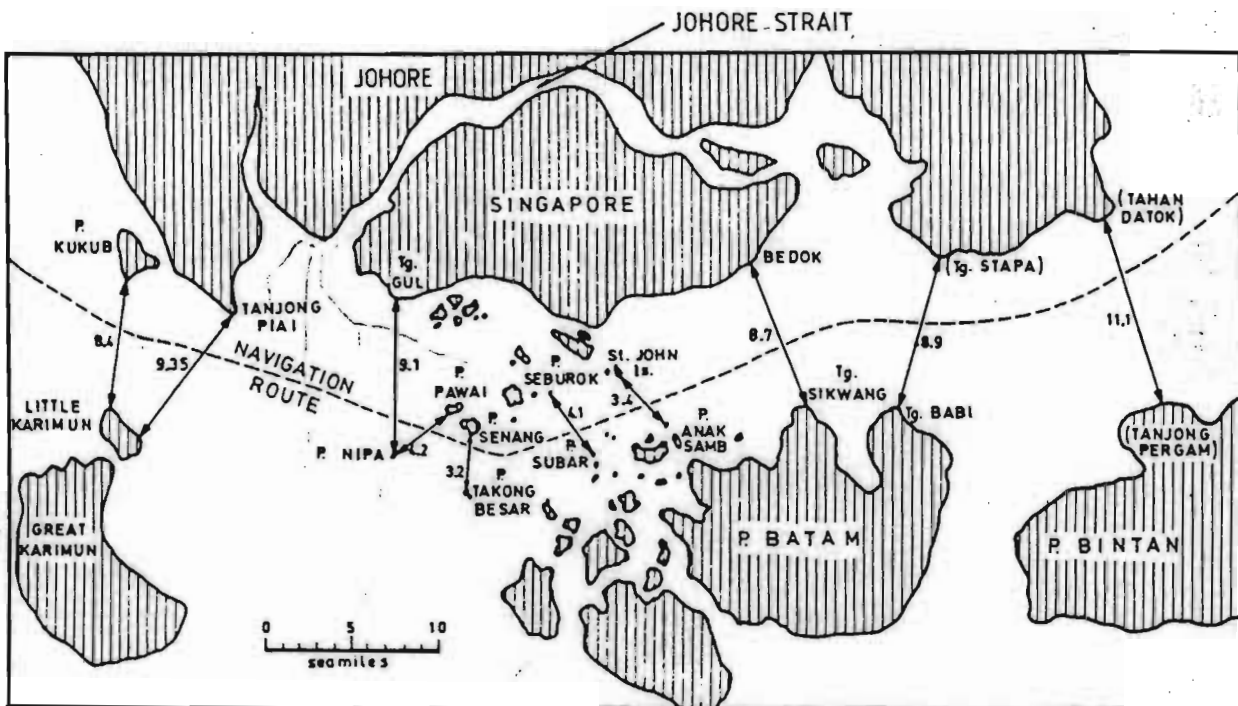 JOHORE STRAIT
JOHORE
SINGAPORE
P.
KUKUB
Tg.
GUL
BEDOK
(TAHAN
DATOK)
(Tg. STAPA)
TANJONG
PIAI
8.4
9.35
NAVIGATION
ROUTE
9.1
P.
PAWAI
P.
SEBUROK
St. JOHN
Is.
8.7
8.9
11.1
LITTLE
KARIMUN
P. NIPA
4.2
P.
SENANG
3.2
P.
TAKONG
BESAR
4.1
P.
SUBAR
3.4
P.
ANAK
SAMB
Tg.
SIKWANG
Tg. BABI
(TANJONG
PERGAM)
GREAT
KARIMUN
P. BATAM
P. BINTAN
0 5 10
seamiles